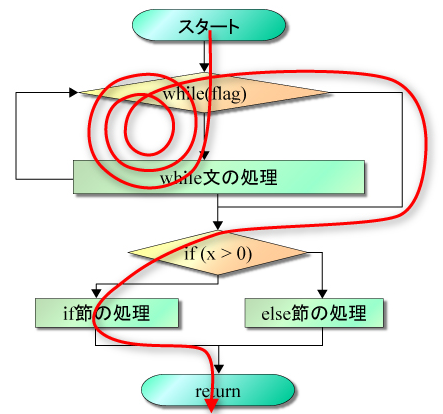 スタート
while(flag)
while文の処理
if (x > 0)
if節の処理
else節の処理
return